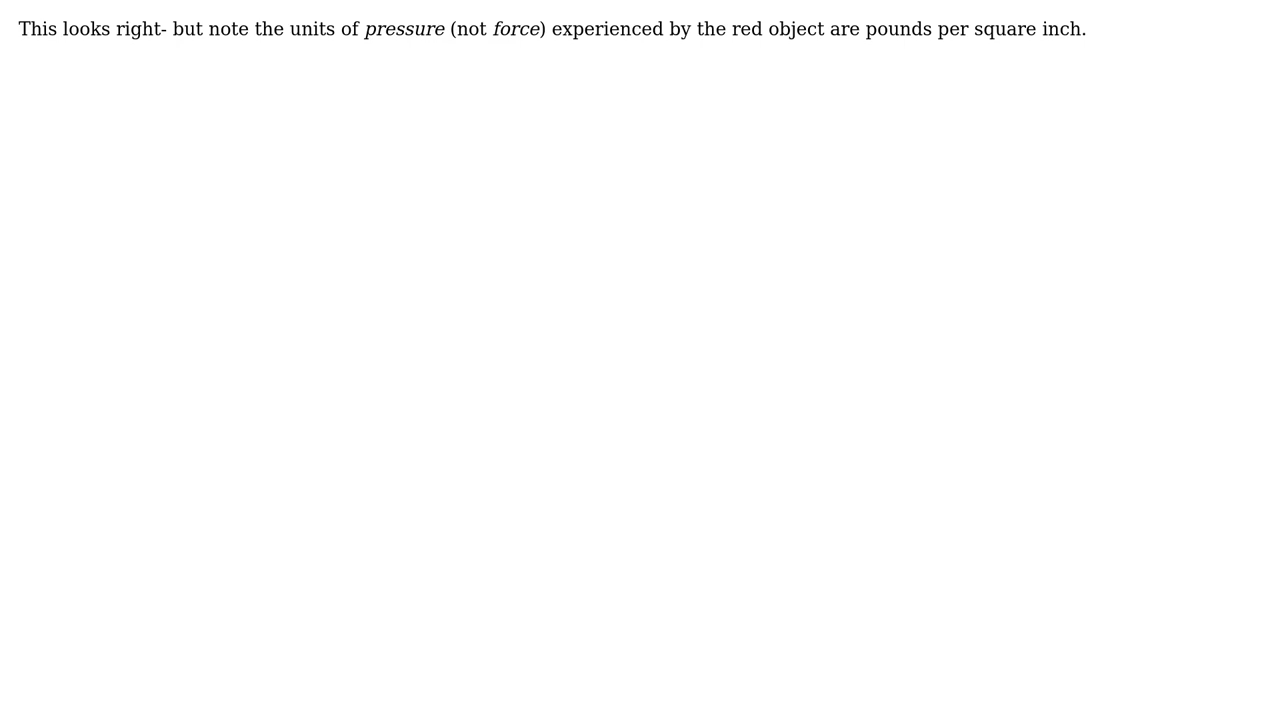 This looks right- but note the units of pressure (not force) experienced by the red object are pounds per square inch.